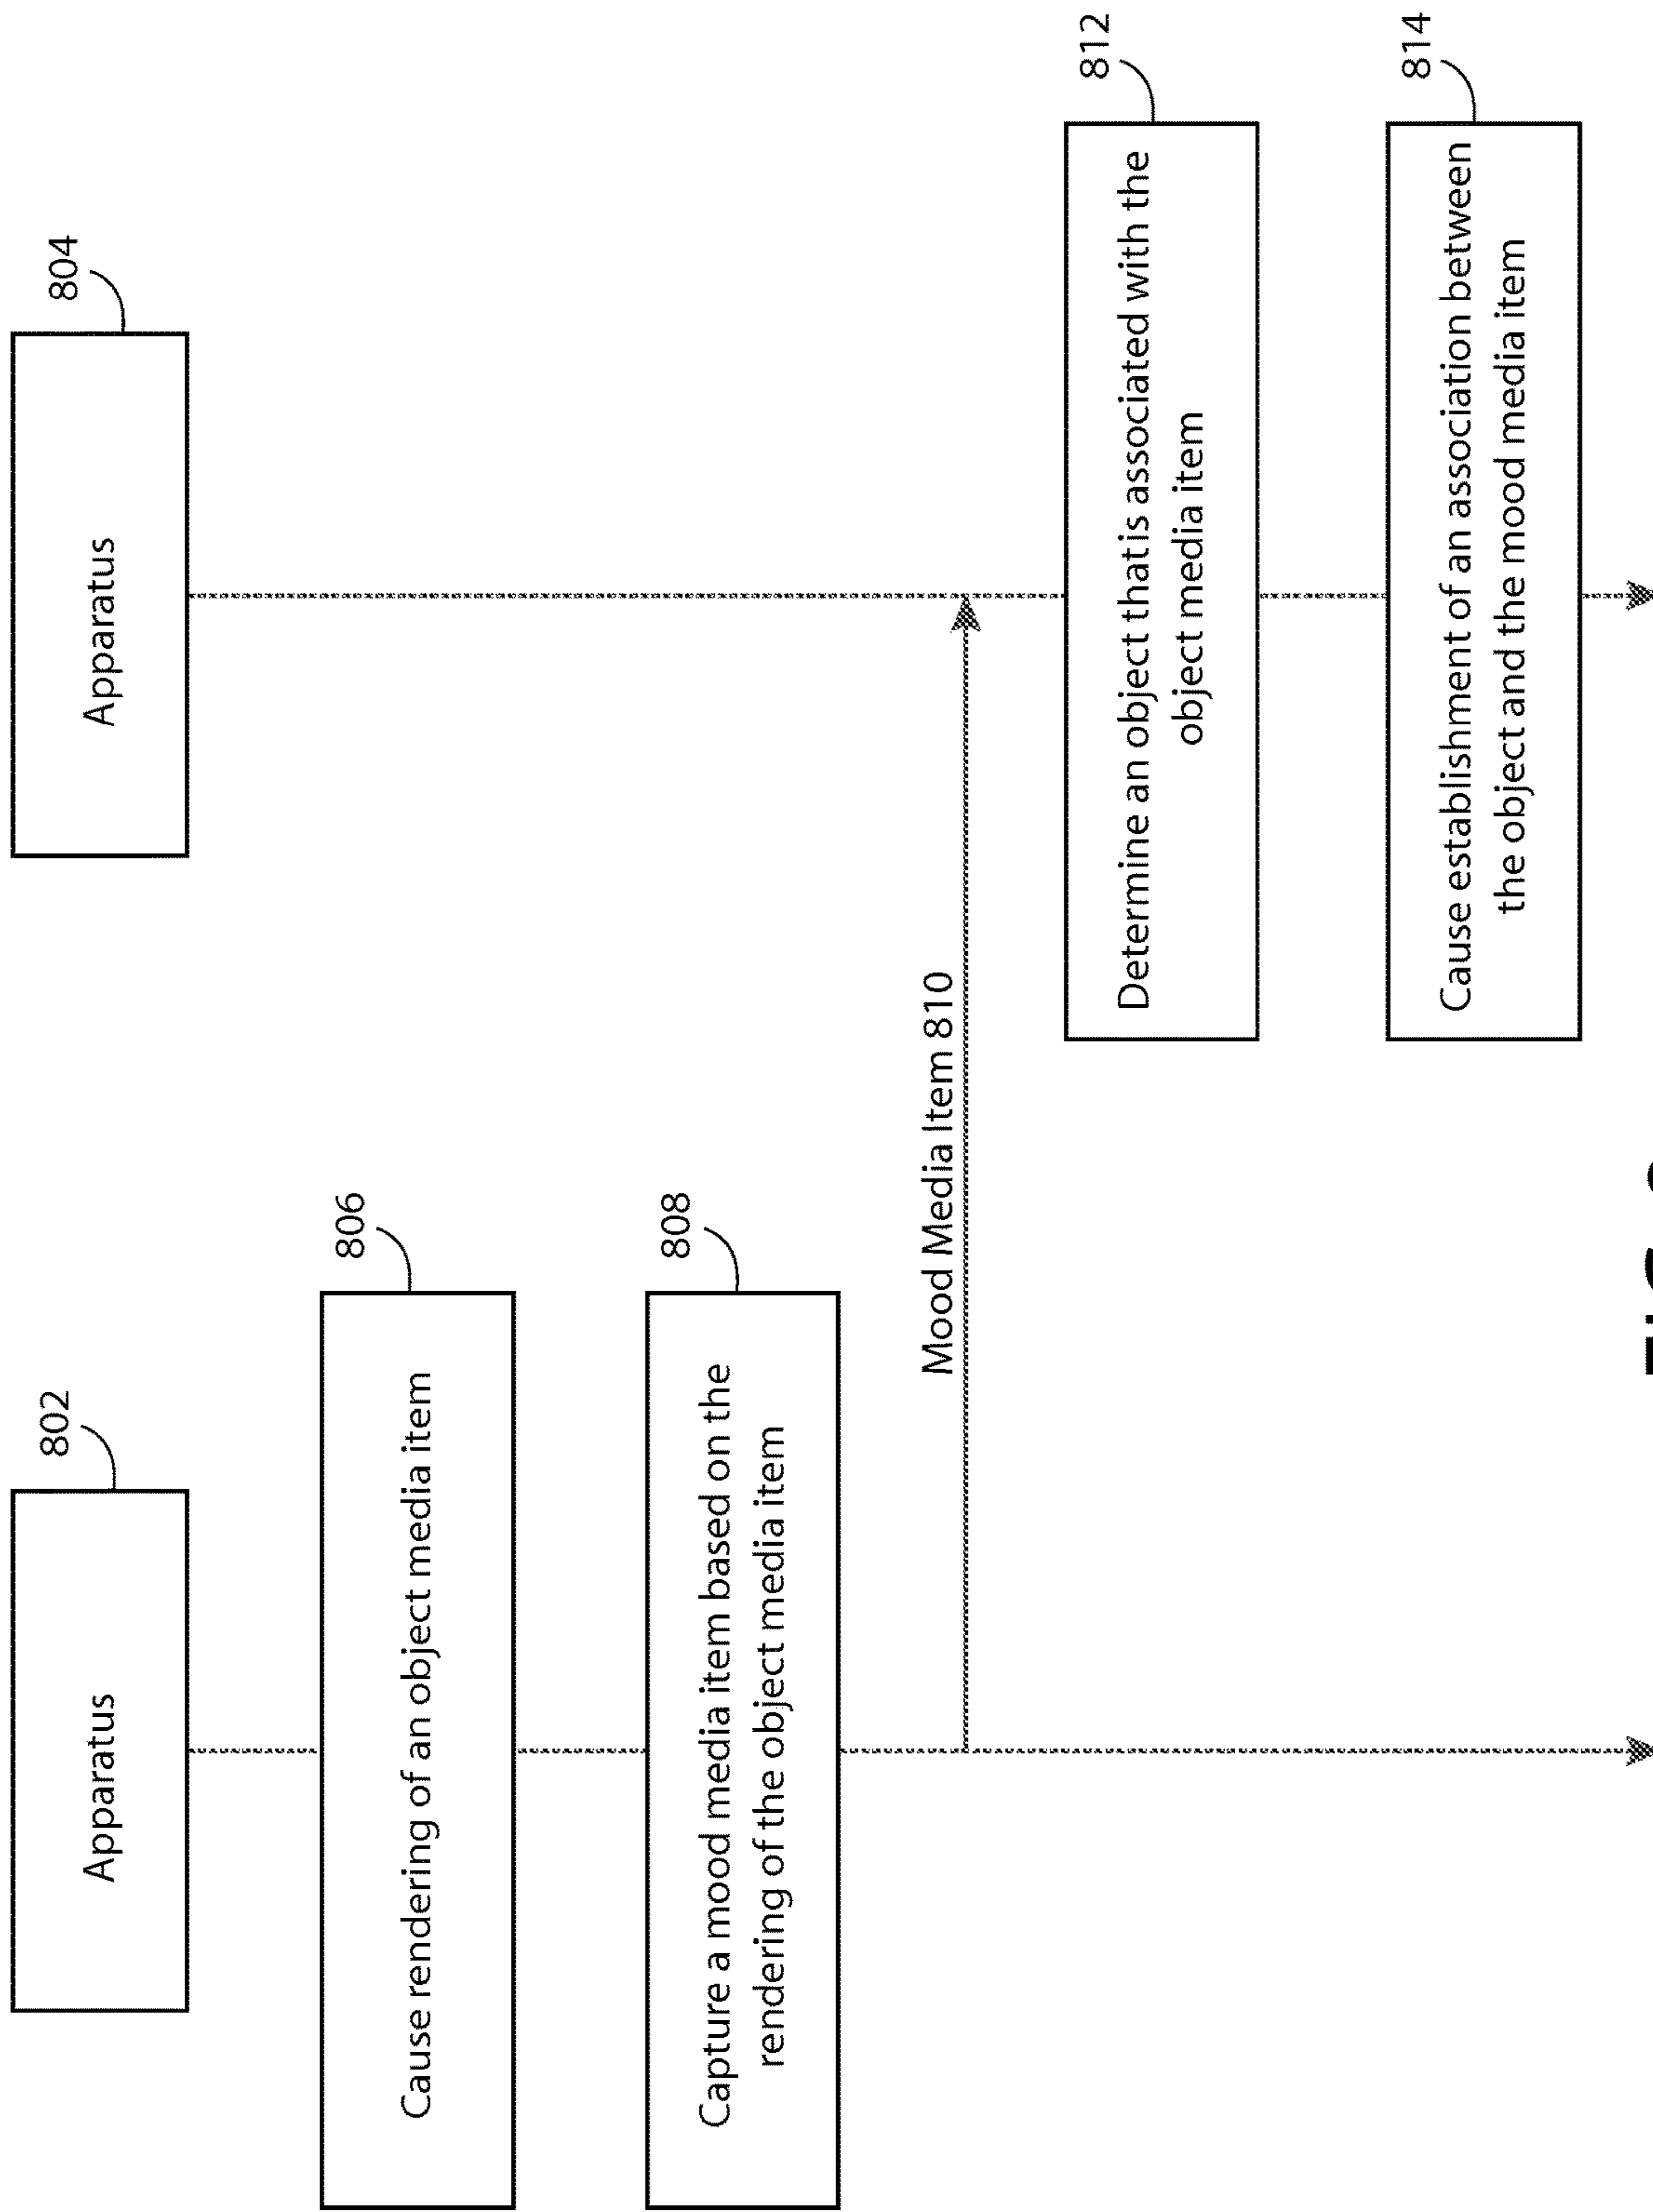 802
Apparatus
804
Apparatus
806
Cause rendering of an object media item
808
Capture a mood media item based on the
rendering of the object media item
Mood Media Item 810
812
Determine an object thatis associated with the
object media item
814
Cause establishment of an association between
the object and the mood media item